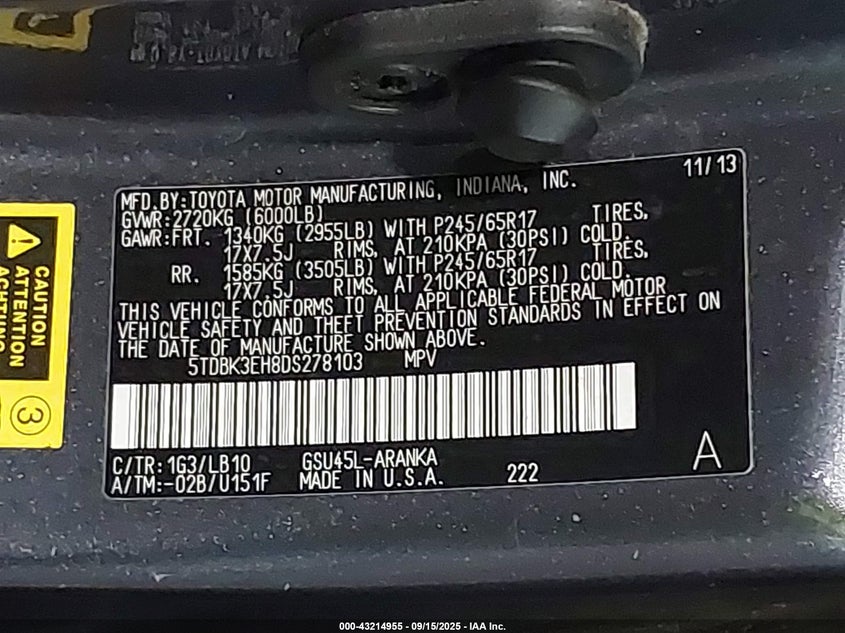 MFD.BY:TOYOTA MOTOR MANUFACTURING, INDIANA, INC. 11/13
GVWR:2720KG (6000LB)
GAWR:FRT. 1340KG (2955LB) WITH P245/65R17 TIRES,
17X7.5J RIMS, AT 210KPA (30PSI) COLD.
RR. 1585KG (3505LB) WITH P245/65R17 TIRES,
17X7.5J RIMS, AT 210KPA (30PSI) COLD.
THIS VEHICLE CONFORMS TO ALL APPLICABLE FEDERAL MOTOR
VEHICLE SAFETY AND THEFT PREVENTION STANDARDS IN EFFECT ON
THE DATE OF MANUFACTURE SHOWN ABOVE.
5TDBK3EH8DS278103 MPV
C/TR: 1G3/LB10 GSU45L-ARANKA
A/TM:-02B/U151F MADE IN U.S.A. 222 A
CAUTION
ATTENTION
ACHTUNG
3
000-43214955 - 09/15/2025 - IAA Inc.